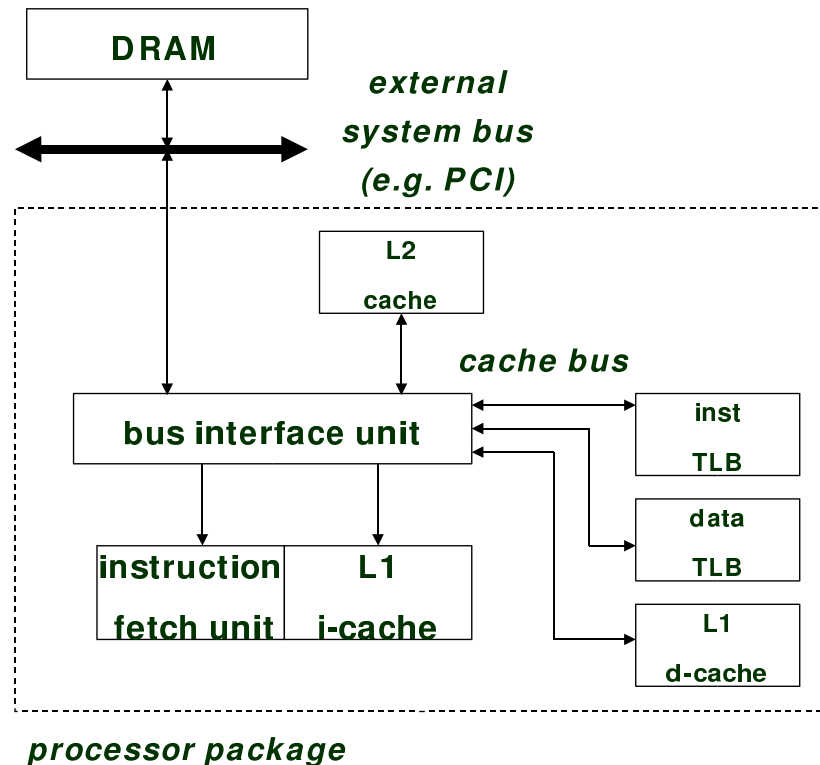 DRAM
external
system bus
(e.g. PCI)
L2
cache
cache bus
bus interface unit
inst
TLB
data
TLB
instruction
fetch unit
L1
i-cache
L1
d-cache
processor package